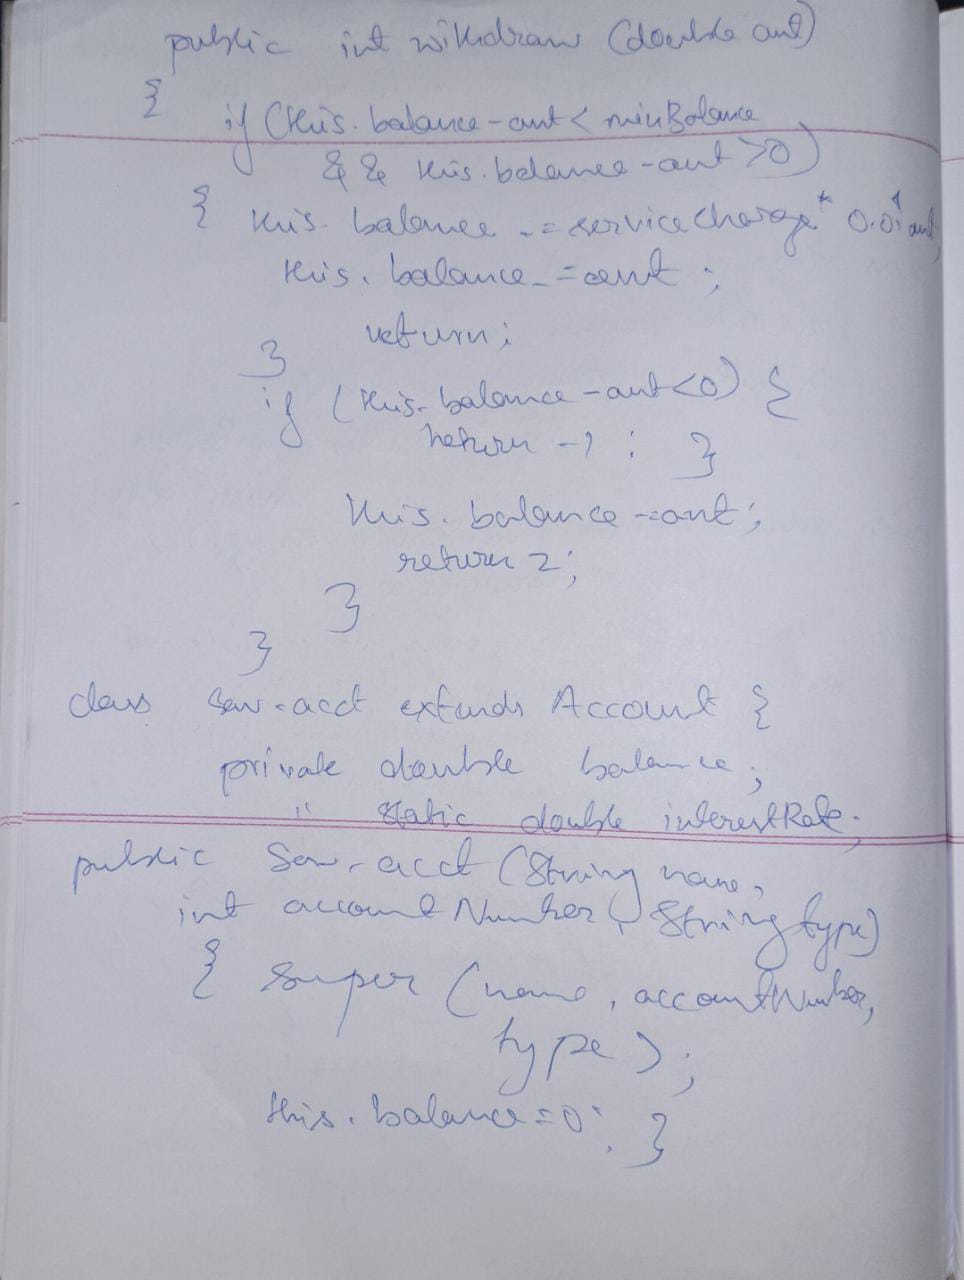 public int withdraw (double amt)
{
if (this. balance - amt < minBalance
&& this. balance - amt >0)
{ this. balance -= serviceCharge * 0.01 * amt;
this. balance -= amt ;
return;
}
if (this. balance - amt <0) {
return -1 ; }
this. balance -= amt ;
return 2;
}
}
class Sav-acct extends Account {
private double balance ;
" static double interestRate;
public Sav-acct (String name,
int accountNumber, String type)
{ super (name, accountNumber,
type ) ;
this. balance = 0 ; }